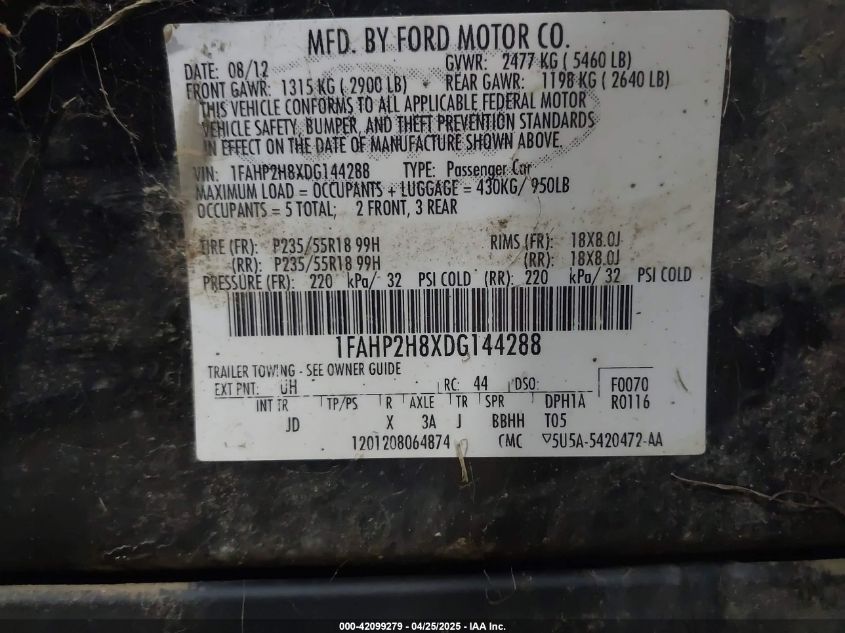 MFD. BY FORD MOTOR CO.
DATE: 08/12 GVWR: 2477 KG ( 5460 LB)
FRONT GAWR: 1315 KG ( 2900 LB) REAR GAWR: 1198 KG ( 2640 LB)
THIS VEHICLE CONFORMS TO ALL APPLICABLE FEDERAL MOTOR
VEHICLE SAFETY, BUMPER, AND THEFT PREVENTION STANDARDS
IN EFFECT ON THE DATE OF MANUFACTURE SHOWN ABOVE.
VIN: 1FAHP2H8XDG144288 TYPE: Passenger Car
MAXIMUM LOAD = OCCUPANTS + LUGGAGE = 430KG/ 950LB
OCCUPANTS = 5 TOTAL; 2 FRONT, 3 REAR
TIRE (FR): P235/55R18 99H RIMS (FR): 18X8.0J
(RR): P235/55R18 99H (RR): 18X8.0J
PRESSURE (FR): 220 kPa/ 32 PSI COLD (RR): 220 kPa/ 32 PSI COLD
1FAHP2H8XDG144288
TRAILER TOWING - SEE OWNER GUIDE
EXT PNT: UH RC: 44 DSO: F0070
INT TR TP/PS R AXLE TR SPR DPH1A R0116
JD X 3A J BBHH T05
1201208064874 CMC ▽5U5A-5420472-AA
000-42099279 - 04/25/2025 - IAA Inc.